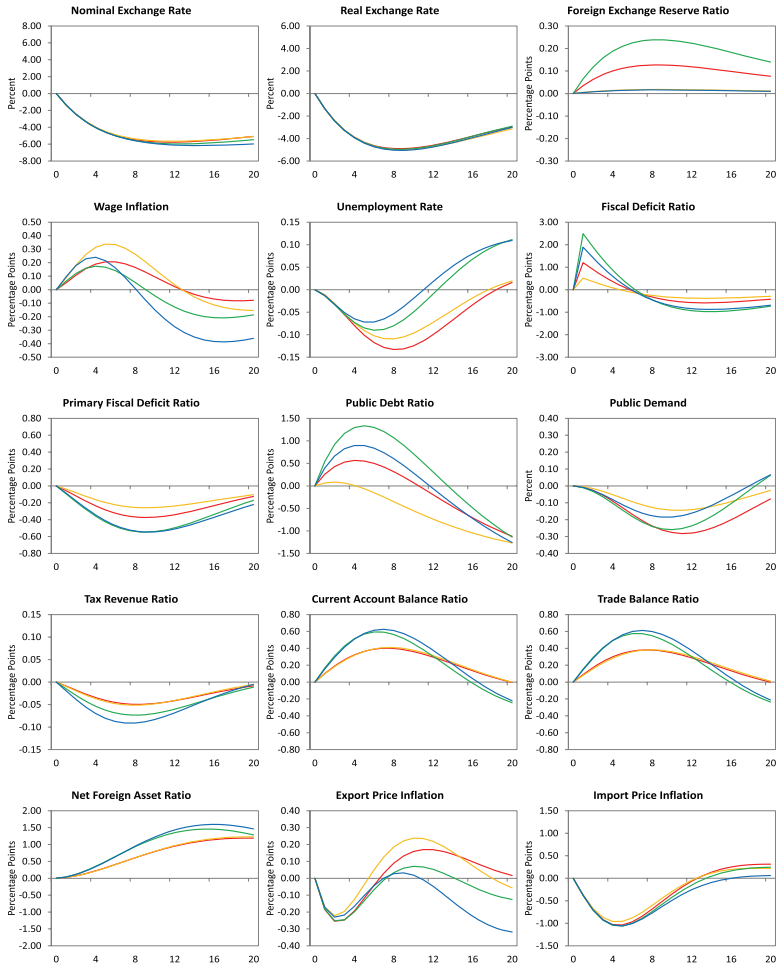 Nominal Exchange Rate
Percent
8.00
6.00
4.00
2.00
0.00
-2.00
-4.00
-6.00
-8.00
0 4 8 12 16 20
Real Exchange Rate
Percent
6.00
4.00
2.00
0.00
-2.00
-4.00
-6.00
0 4 8 12 16 20
Foreign Exchange Reserve Ratio
Percentage Points
0.30
0.20
0.10
0.00
-0.10
-0.20
-0.30
0 4 8 12 16 20
Wage Inflation
Percentage Points
0.50
0.40
0.30
0.20
0.10
0.00
-0.10
-0.20
-0.30
-0.40
-0.50
0 4 8 12 16 20
Unemployment Rate
Percentage Points
0.15
0.10
0.05
0.00
-0.05
-0.10
-0.15
0 4 8 12 16 20
Fiscal Deficit Ratio
Percentage Points
3.00
2.00
1.00
0.00
-1.00
-2.00
-3.00
0 4 8 12 16 20
Primary Fiscal Deficit Ratio
Percentage Points
0.80
0.60
0.40
0.20
0.00
-0.20
-0.40
-0.60
-0.80
0 4 8 12 16 20
Public Debt Ratio
Percentage Points
1.50
1.00
0.50
0.00
-0.50
-1.00
-1.50
0 4 8 12 16 20
Public Demand
Percent
0.40
0.30
0.20
0.10
0.00
-0.10
-0.20
-0.30
-0.40
0 4 8 12 16 20
Tax Revenue Ratio
Percentage Points
0.15
0.10
0.05
0.00
-0.05
-0.10
-0.15
0 4 8 12 16 20
Current Account Balance Ratio
Percentage Points
0.80
0.60
0.40
0.20
0.00
-0.20
-0.40
-0.60
-0.80
0 4 8 12 16 20
Trade Balance Ratio
Percentage Points
0.80
0.60
0.40
0.20
0.00
-0.20
-0.40
-0.60
-0.80
0 4 8 12 16 20
Net Foreign Asset Ratio
Percentage Points
2.00
1.50
1.00
0.50
0.00
-0.50
-1.00
-1.50
-2.00
0 4 8 12 16 20
Export Price Inflation
Percentage Points
0.40
0.30
0.20
0.10
0.00
-0.10
-0.20
-0.30
-0.40
0 4 8 12 16 20
Import Price Inflation
Percentage Points
1.50
1.00
0.50
0.00
-0.50
-1.00
-1.50
0 4 8 12 16 20